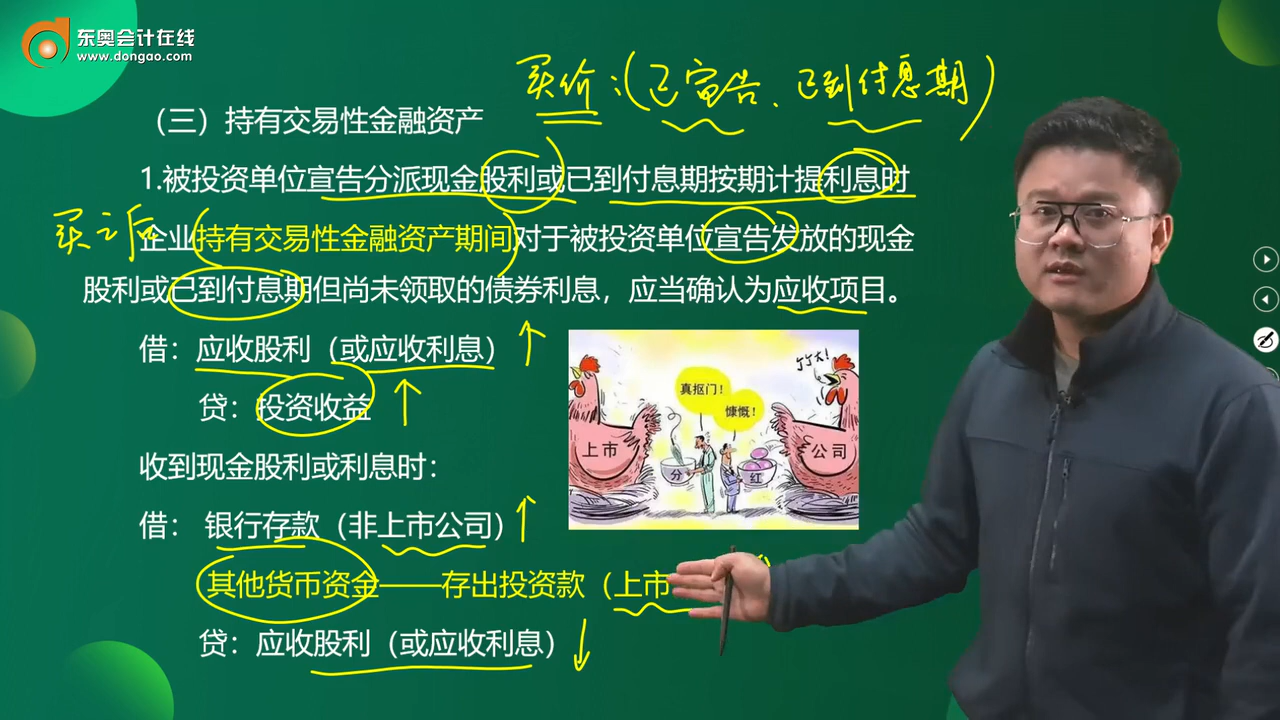 东奥会计在线
www.dongao.com
买价:(已宣告、已到付息期)
（三）持有交易性金融资产
1.被投资单位宣告分派现金股利或已到付息期按期计提利息时
买之后
企业持有交易性金融资产期间对于被投资单位宣告发放的现金
股利或已到付息期但尚未领取的债券利息，应当确认为应收项目。
借：应收股利（或应收利息）↑
贷：投资收益 ↑
收到现金股利或利息时：
借： 银行存款（非上市公司）↑
其他货币资金——存出投资款（上市
贷：应收股利（或应收利息）↓
真抠门！
慷慨！
上市
公司
分
红